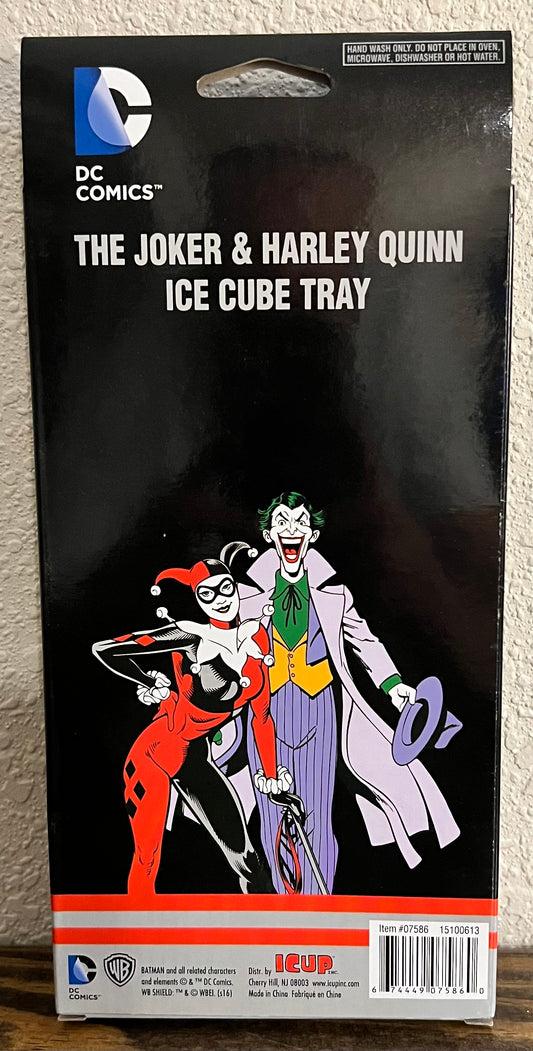 HAND WASH ONLY. DO NOT PLACE IN OVEN,
MICROWAVE, DISHWASHER OR HOT WATER.
DC
COMICS™
THE JOKER & HARLEY QUINN
ICE CUBE TRAY
Item #07586 15100613
DC
COMICS™
WB
BATMAN and all related characters
and elements © & ™ DC Comics.
WB SHIELD: ™ & © WBEI. (s16)
Distr. by ICUP INC.
Cherry Hill, NJ 08003 www.icupinc.com
Made in China Fabriqué en Chine
6 74449 07586 0